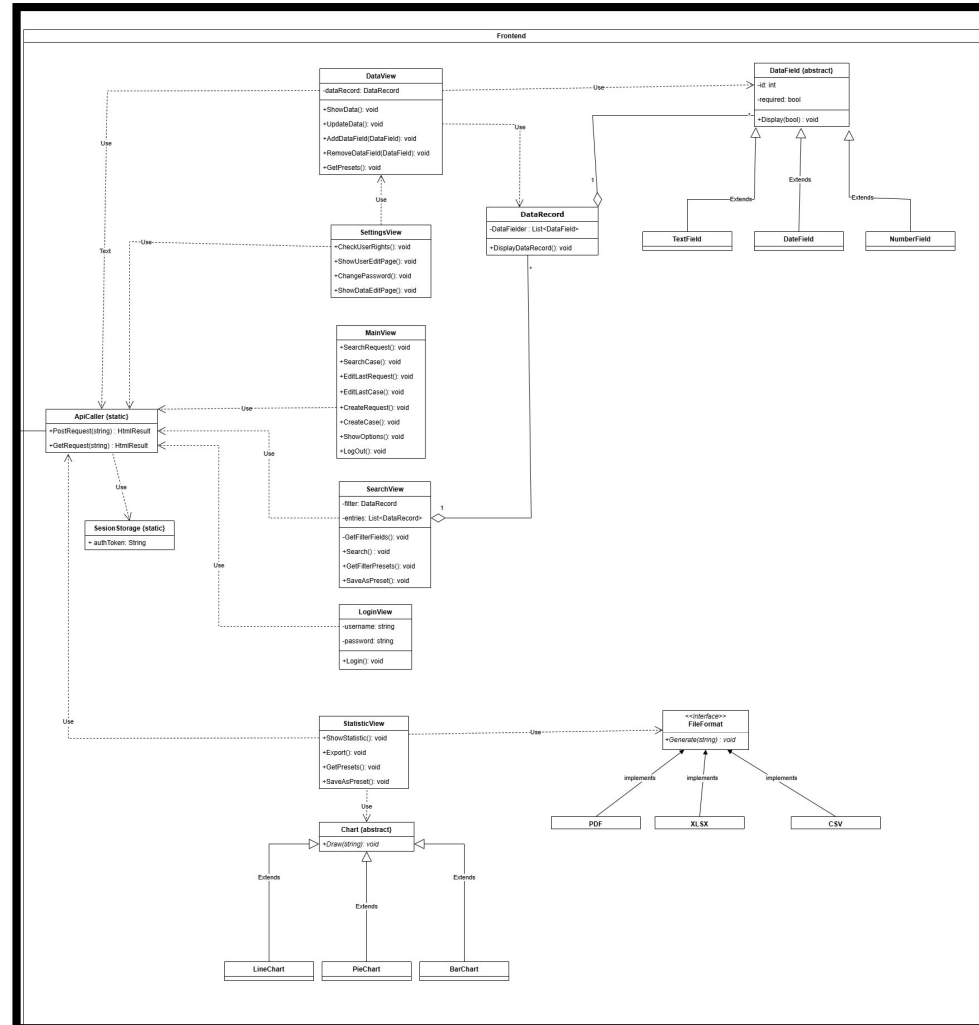 Frontend
DataView
-dataRecord: DataRecord
+ShowData(): void
+UpdateData(): void
+AddDataField(DataField): void
+RemoveDataField(DataField): void
+GetPresets(): void
Use
DataField {abstract}
-id: int
-required: bool
+Display(bool) : void
*
Use
Use
Use
1
Extends
Extends
Extends
TextField
DateField
NumberField
DataRecord
-DataFielder : List<DataField>
+DisplayDataRecord(): void
*
SettingsView
+CheckUserRights(): void
+ShowUserEditPage(): void
+ChangePassword(): void
+ShowDataEditPage(): void
Use
Text
MainView
+SearchRequest(): void
+SearchCase(): void
+EditLastRequest(): void
+EditLastCase(): void
+CreateRequest(): void
+CreateCase(): void
+ShowOptions(): void
+LogOut(): void
Use
ApiCaller {static}
+PostRequest(string) : HtmlResult
+GetRequest(string) : HtmlResult
Use
Use
SesionStorage {static}
+ authToken: String
SearchView
-filter: DataRecord
-entries: List<DataRecord>
-GetFilterFields(): void
+Search() : void
+GetFilterPresets(): void
+SaveAsPreset(): void
1
Use
LoginView
-username: string
-password: string
+Login(): void
Use
StatisticView
+ShowStatistic(): void
+Export(): void
+GetPresets(): void
+SaveAsPreset(): void
Use
<<Interface>>
FileFormat
+Generate(string) : void
implements
implements
implements
PDF
XLSX
CSV
Use
Chart {abstract}
+Draw(string): void
Extends
Extends
Extends
LineChart
PieChart
BarChart